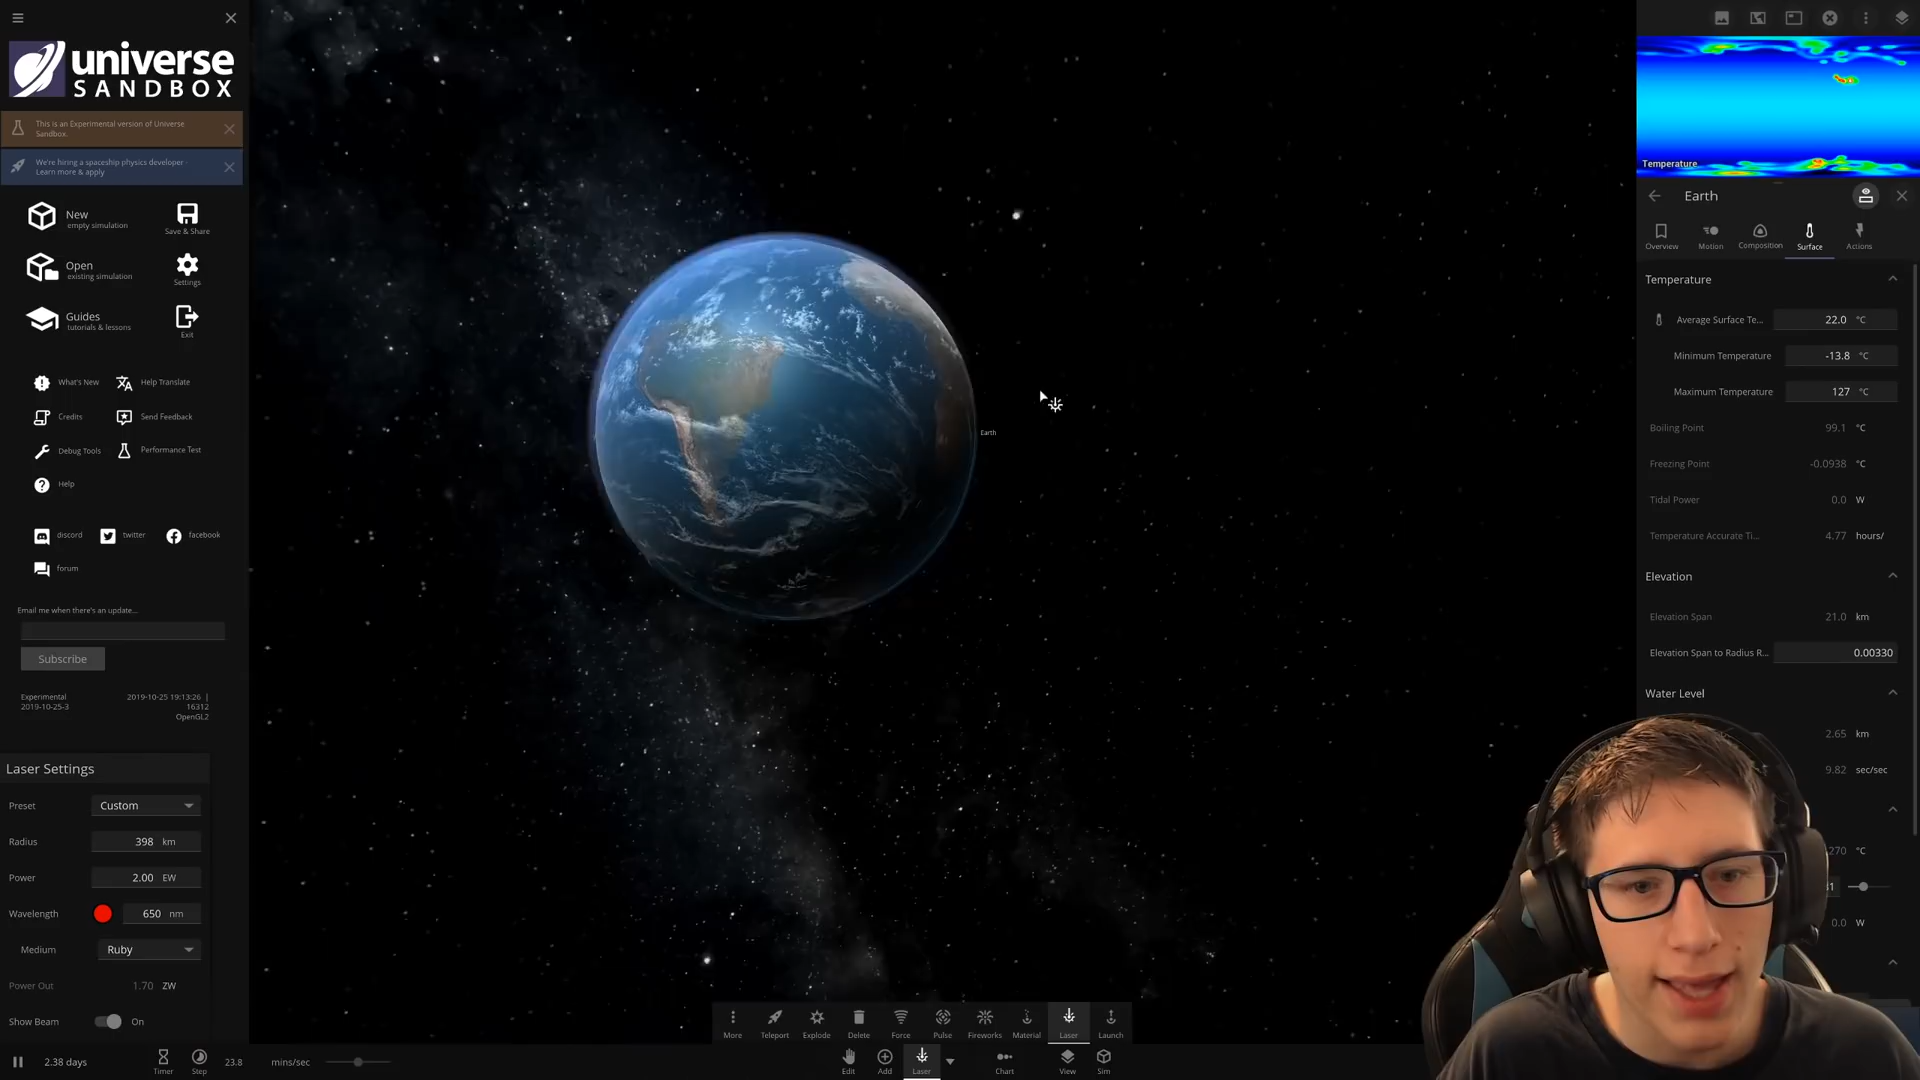 universe
SANDBOX
This is an Experimental version of Universe
Sandbox.
We're hiring a spaceship physics developer -
Learn more & apply
New
empty simulation
Save & Share
Open
existing simulation
Settings
Guides
tutorials & lessons
Exit
What's New
Help Translate
Credits
Send Feedback
Debug Tools
Performance Test
Help
discord
twitter
facebook
forum
Email me when there's an update...
Subscribe
Experimental
2019-10-25-3
2019-10-25 19:13:26 |
16312
OpenGL2
Laser Settings
Preset Custom
Radius 398 km
Power 2.00 EW
Wavelength 650 nm
Medium Ruby
Power Out 1.70 ZW
Show Beam On
2.38 days
Timer
Step
23.8 mins/sec
Earth
More
Teleport
Explode
Delete
Force
Pulse
Fireworks
Material
Laser
Launch
Edit
Add
Laser
Chart
View
Sim
Temperature
Earth
Overview
Motion
Composition
Surface
Actions
Temperature
Average Surface Te... 22.0 °C
Minimum Temperature -13.8 °C
Maximum Temperature 127 °C
Boiling Point 99.1 °C
Freezing Point -0.0938 °C
Tidal Power 0.0 W
Temperature Accurate Ti... 4.77 hours/
Elevation
Elevation Span 21.0 km
Elevation Span to Radius R... 0.00330
Water Level
2.65 km
9.82 sec/sec
270 °C
0.0 W